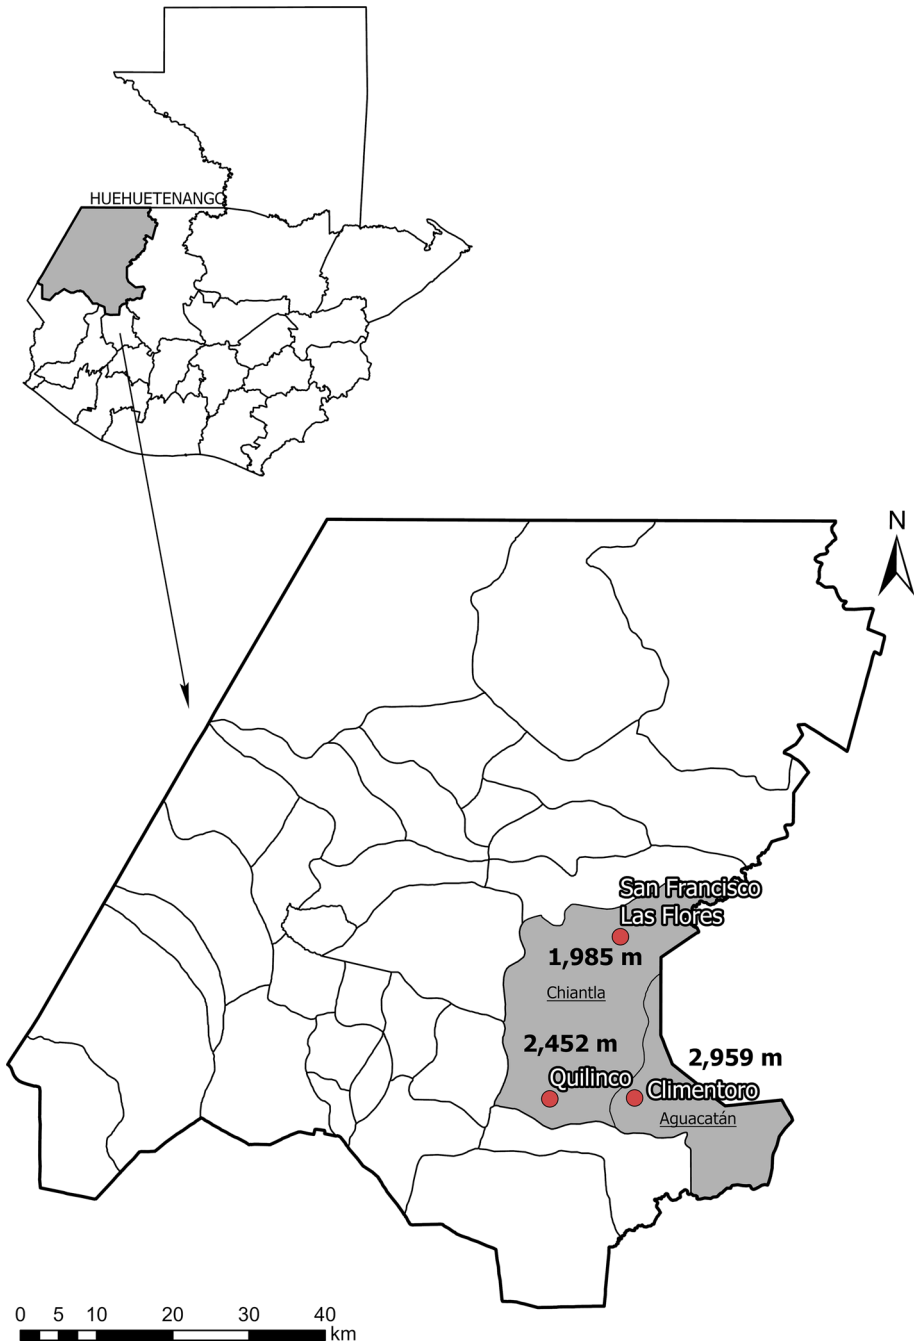 HUEHUETENANGO
N
San Francisco
Las Flores
1,985 m
Chiantla
2,452 m
2,959 m
Quilinco
Climentoro
Aguacatán
0 5 10 20 30 40
km